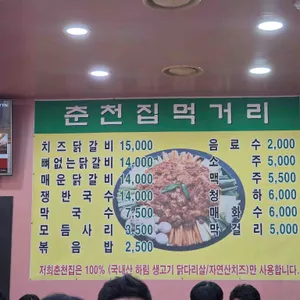 춘천집먹거리
치즈닭갈비 15,000
뼈없는닭갈비 14,000
매운닭갈비 14,000
쟁반국수 14,000
막국수 7,500
모듬사리 3,500
볶음밥 2,500
음료수 2,000
소주 5,000
맥주 5,500
청하 6,000
매화수 6,000
막걸리 5,000
저희춘천집은 100% (국내산 하림 생고기 닭다리살/자연산치즈)만 사용합니다.